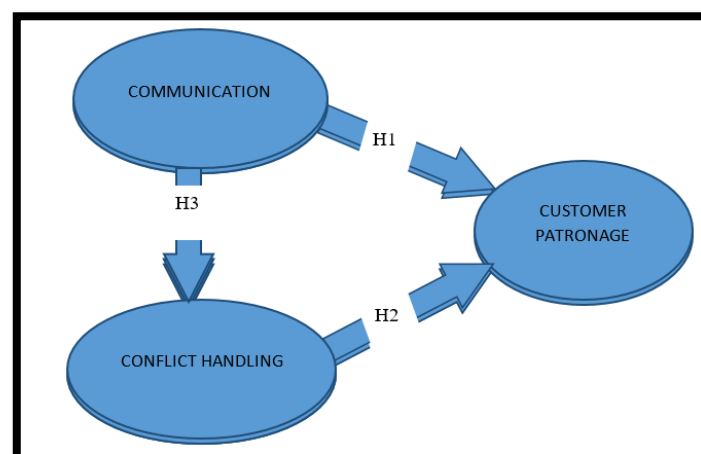 COMMUNICATION
H1
H3
CUSTOMER
PATRONAGE
H2
CONFLICT HANDLING